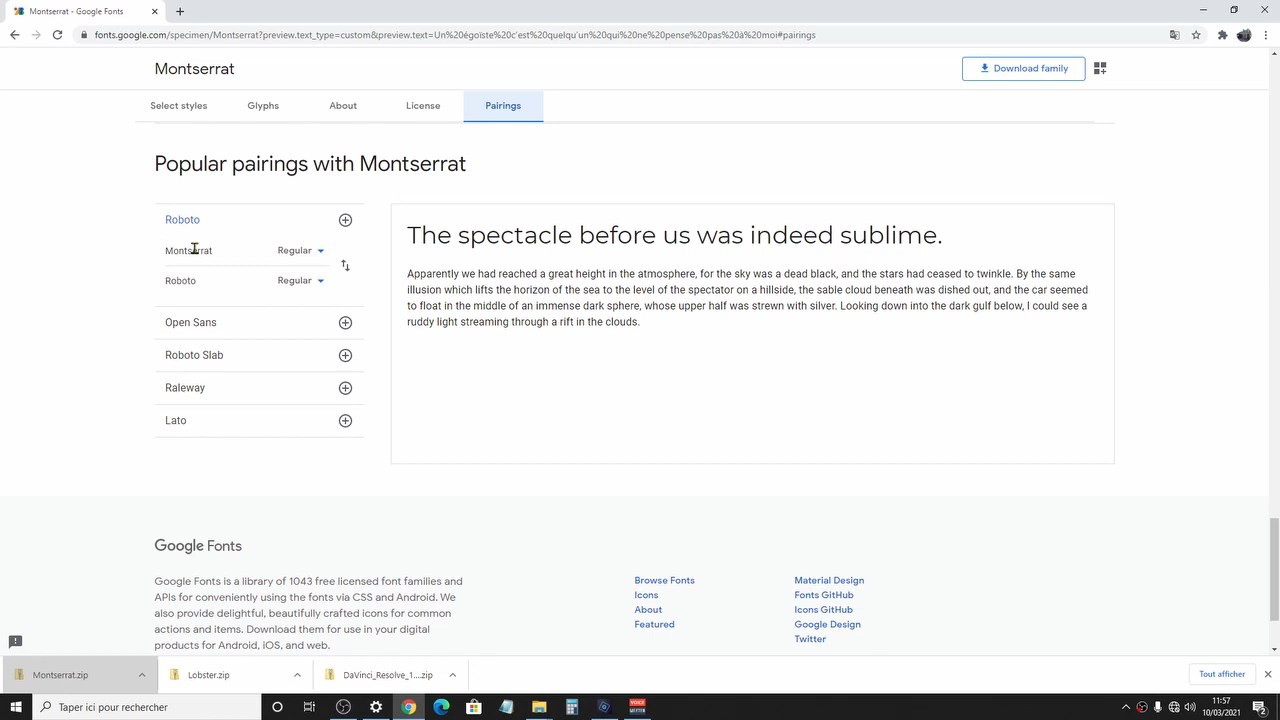 Montserrat - Google Fonts
fonts.google.com/specimen/Montserrat?preview.text_type=custom&preview.text=Un%20égoïste%20c'est%20quelqu'un%20qui%20ne%20pense%20pas%20à%20moi#pairings
Montserrat
Download family
Select styles
Glyphs
About
License
Pairings
Popular pairings with Montserrat
Roboto
Montserrat
Regular
Roboto
Regular
Open Sans
Roboto Slab
Raleway
Lato
The spectacle before us was indeed sublime.
Apparently we had reached a great height in the atmosphere, for the sky was a dead black, and the stars had ceased to twinkle. By the same
illusion which lifts the horizon of the sea to the level of the spectator on a hillside, the sable cloud beneath was dished out, and the car seemed
to float in the middle of an immense dark sphere, whose upper half was strewn with silver. Looking down into the dark gulf below, I could see a
ruddy light streaming through a rift in the clouds.
Google Fonts
Google Fonts is a library of 1043 free licensed font families and
APIs for conveniently using the fonts via CSS and Android. We
also provide delightful, beautifully crafted icons for common
actions and items. Download them for use in your digital
products for Android, iOS, and web.
Browse Fonts
Icons
About
Featured
Material Design
Fonts GitHub
Icons GitHub
Google Design
Twitter
Montserrat.zip
Lobster.zip
DaVinci_Resolve_1....zip
Tout afficher
Taper ici pour rechercher
11:57
10/03/2021
2